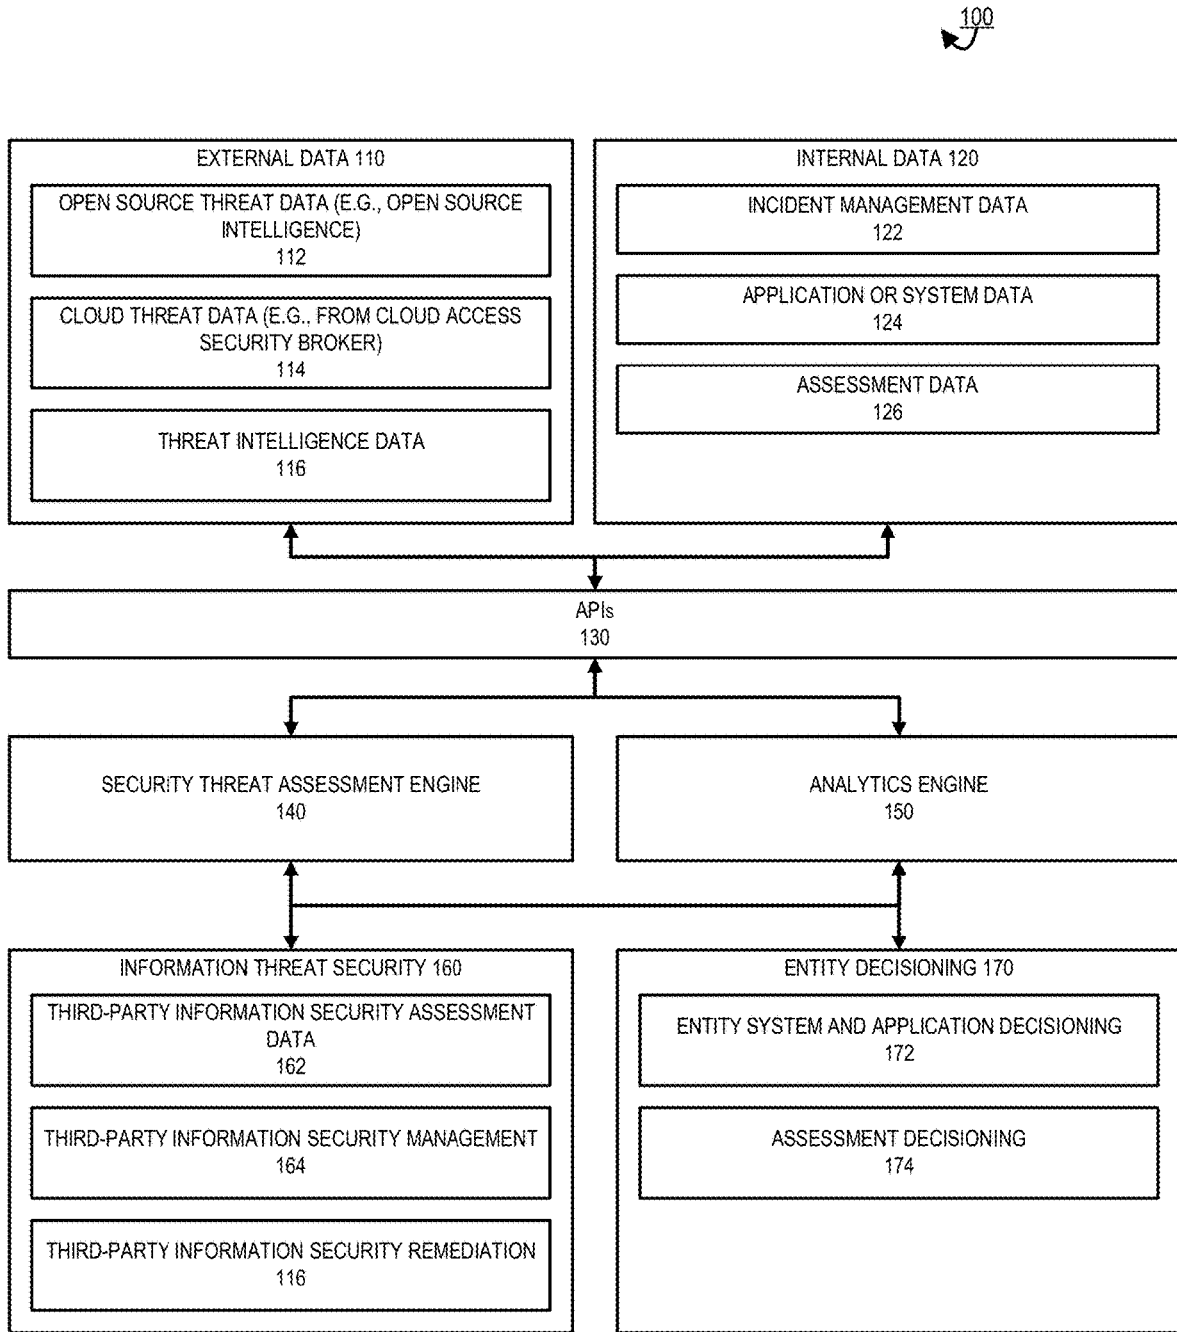 100
EXTERNAL DATA 110
OPEN SOURCE THREAT DATA (E.G., OPEN SOURCE
INTELLIGENCE)
112
CLOUD THREAT DATA (E.G., FROM CLOUD ACCESS
SECURITY BROKER)
114
THREAT INTELLIGENCE DATA
116
INTERNAL DATA 120
INCIDENT MANAGEMENT DATA
122
APPLICATION OR SYSTEM DATA
124
ASSESSMENT DATA
126
APIs
130
SECURITY THREAT ASSESSMENT ENGINE
140
ANALYTICS ENGINE
150
INFORMATION THREAT SECURITY 160
THIRD-PARTY INFORMATION SECURITY ASSESSMENT
DATA
162
THIRD-PARTY INFORMATION SECURITY MANAGEMENT
164
THIRD-PARTY INFORMATION SECURITY REMEDIATION
116
ENTITY DECISIONING 170
ENTITY SYSTEM AND APPLICATION DECISIONING
172
ASSESSMENT DECISIONING
174